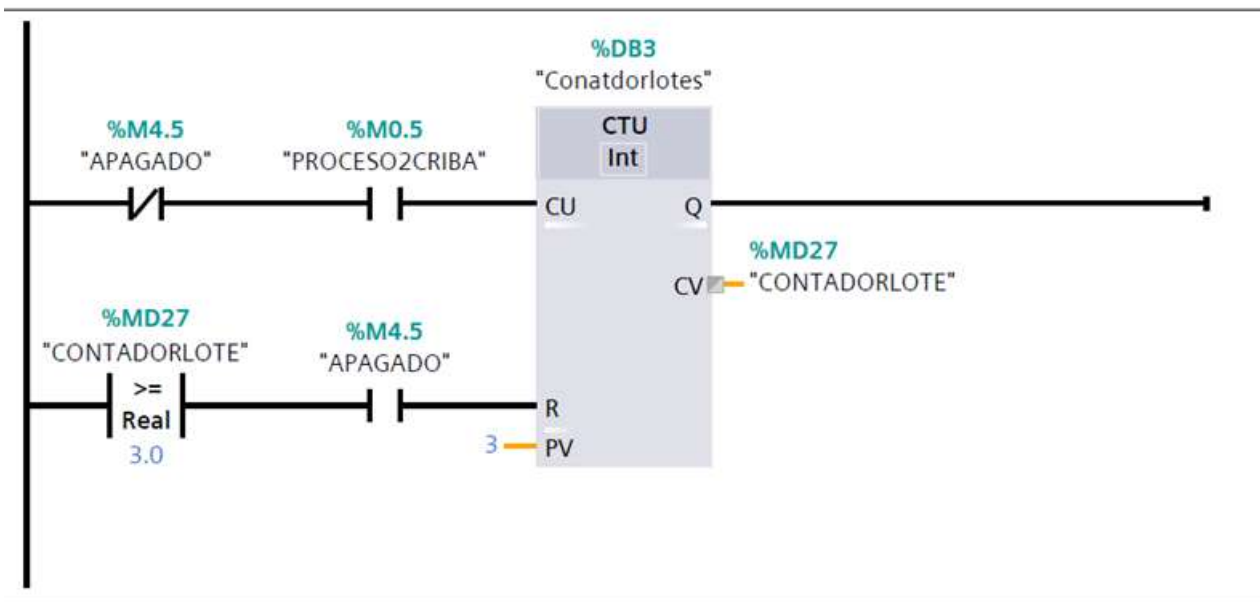 %DB3
"Conatdorlotes"
%M4.5
"APAGADO"
%M0.5
"PROCESO2CRIBA"
CTU
Int
CU
Q
%MD27
"CONTADORLOTE"
CV
%MD27
"CONTADORLOTE"
>=
Real
3.0
%M4.5
"APAGADO"
R
3
PV